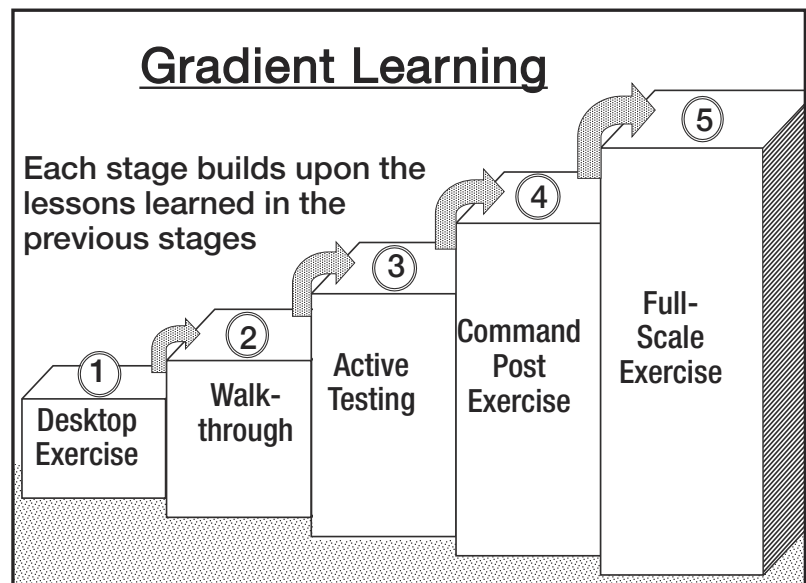 Gradient Learning
Each stage builds upon the
lessons learned in the
previous stages
1
Desktop
Exercise
2
Walk-
through
3
Active
Testing
4
Command
Post
Exercise
5
Full-
Scale
Exercise